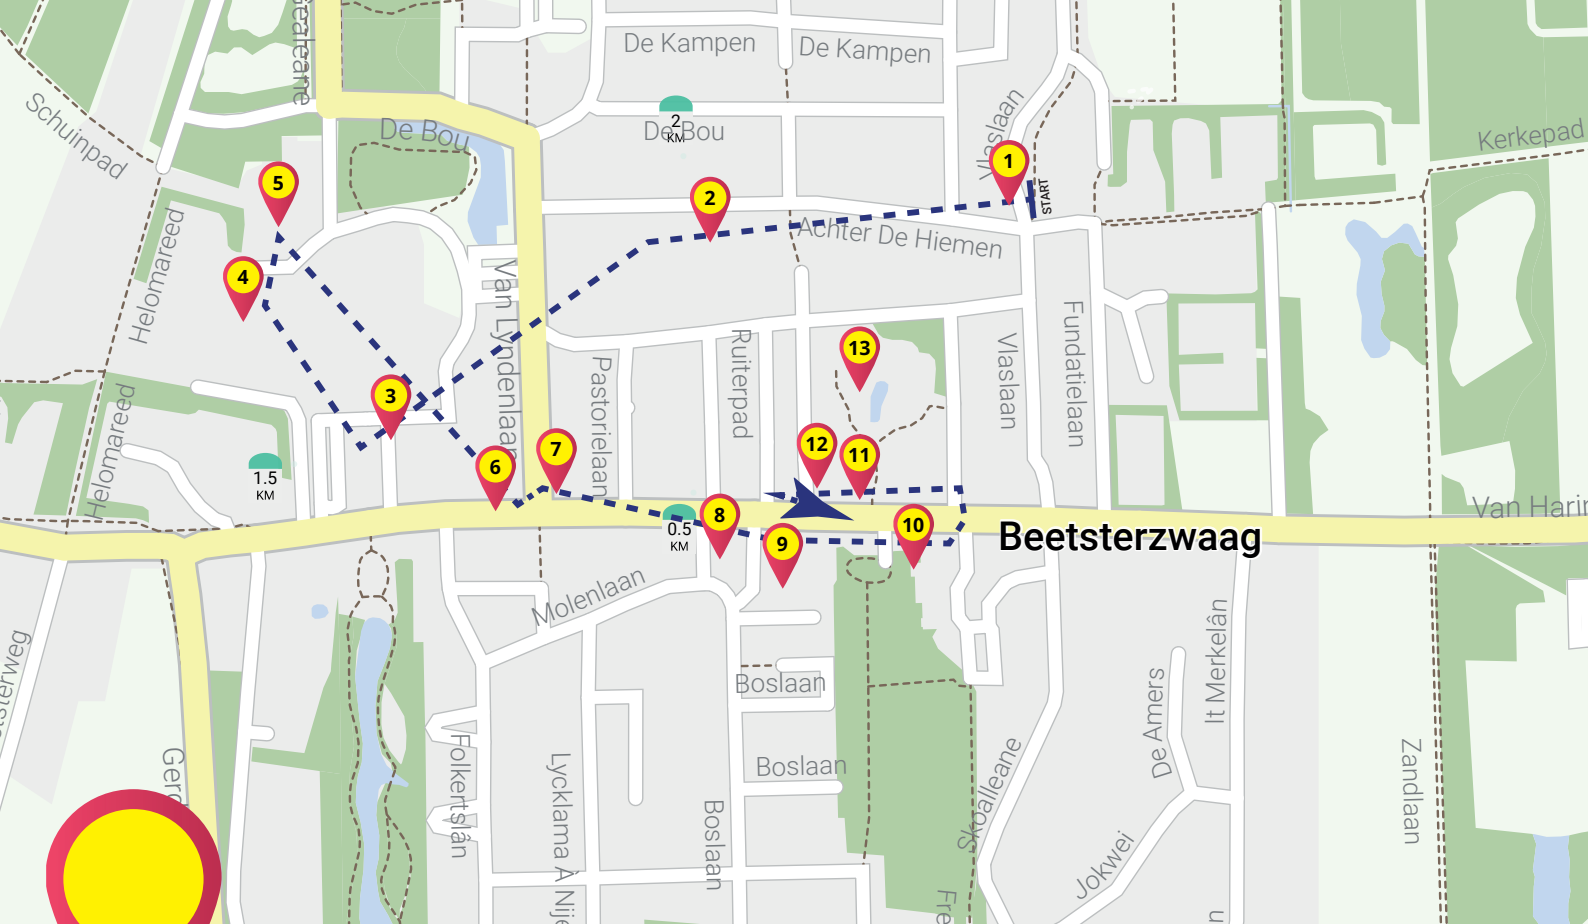 De Kampen
De Kampen
Schuinpad
De Bou
2
KM
De Bou
Vlaslaan
Kerkepad
1
START
5
2
Achter De Hiemen
Helomareed
4
Van Lyndenlaan
Ruiterpad
13
Vlaslaan
Fundatielaan
Pastorielaan
3
Helomareed
12
11
7
6
1.5
KM
8
0.5
KM
9
10
Beetsterzwaag
Van Harin
Molenlaan
Boslaan
It Merkelân
De Amers
Boslaan
Folkertslân
Lycklama À Nije
Boslaan
Skoalleane
Jokwei
Zandlaan
Gerd
Fre